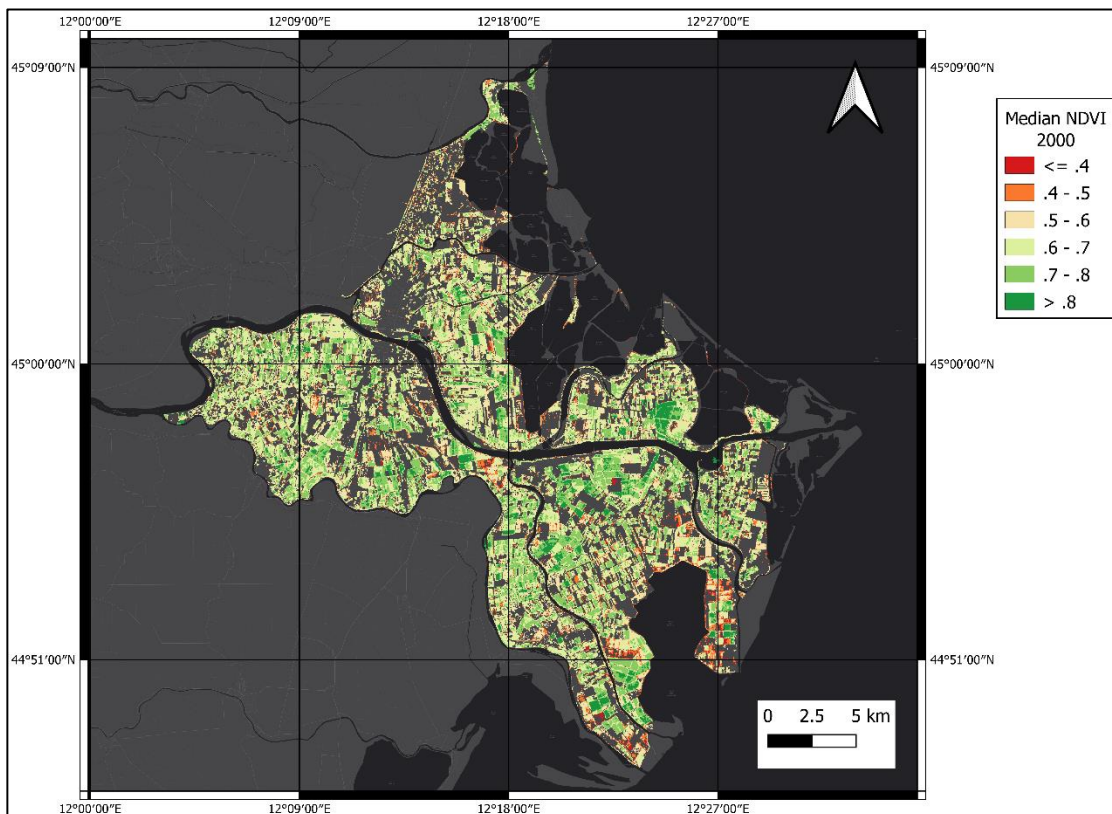 12°00′00″E 12°09′00″E 12°18′00″E 12°27′00″E
45°09′00″N 45°09′00″N
Median NDVI
2000
<= .4
.4 - .5
.5 - .6
.6 - .7
.7 - .8
> .8
45°00′00″N 45°00′00″N
44°51′00″N 44°51′00″N
0 2.5 5 km
12°00′00″E 12°09′00″E 12°18′00″E 12°27′00″E